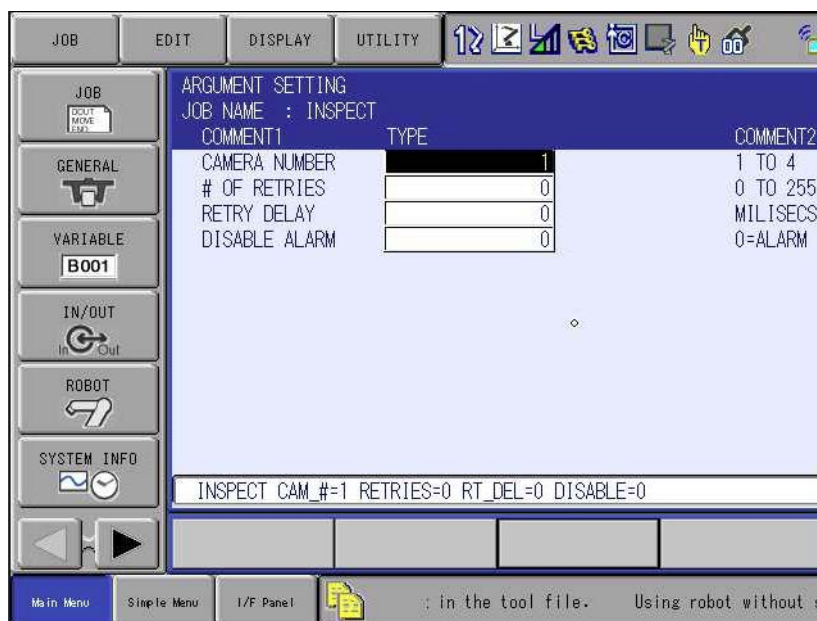 JOB EDIT DISPLAY UTILITY
JOB
DOUT
MOVE
END
GENERAL
VARIABLE
B001
IN/OUT
In Out
ROBOT
SYSTEM INFO
ARGUMENT SETTING
JOB NAME : INSPECT
COMMENT1 TYPE COMMENT2
CAMERA NUMBER 1 1 TO 4
# OF RETRIES 0 0 TO 255
RETRY DELAY 0 MILISECS
DISABLE ALARM 0 0=ALARM
INSPECT CAM_#=1 RETRIES=0 RT_DEL=0 DISABLE=0
Main Menu Simple Menu I/F Panel : in the tool file. Using robot without